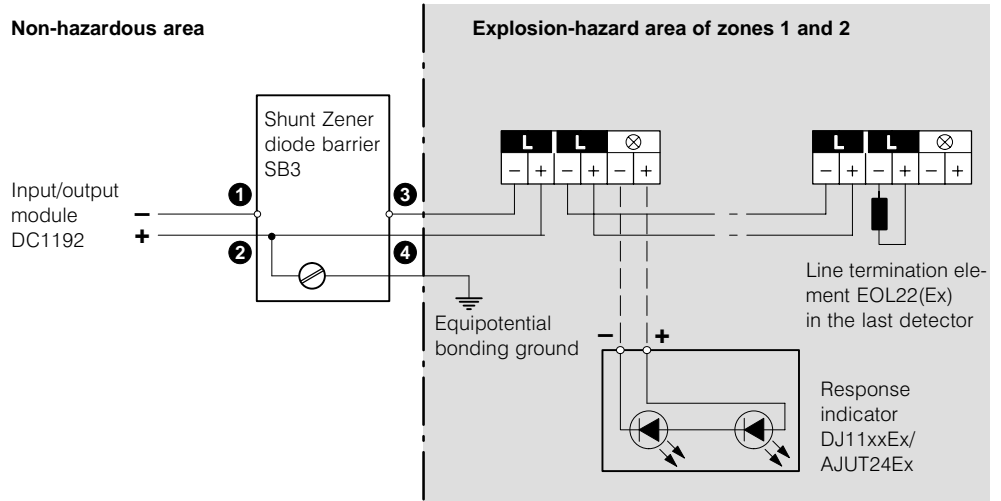 Non-hazardous area
Explosion-hazard area of zones 1 and 2
Shunt Zener
diode barrier
SB3
Input/output
module
DC1192
−
+
1
2
3
4
L L
− + − + − +
L L
− + − + − +
Equipotential
bonding ground
Line termination ele-
ment EOL22(Ex)
in the last detector
− +
Response
indicator
DJ11xxEx/
AJUT24Ex